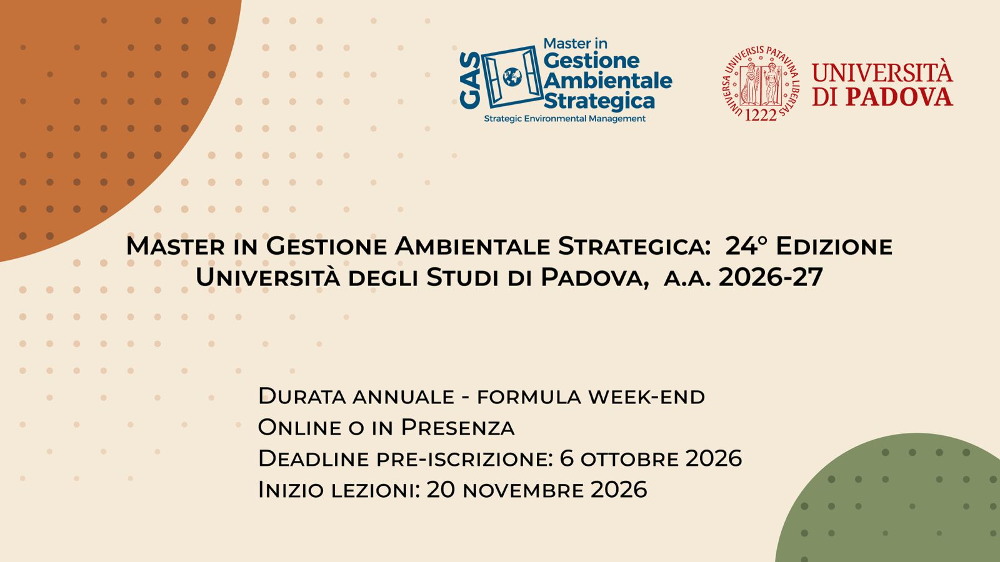 GAS
Master in
Gestione
Ambientale
Strategica
Strategic Environmental Management
UNIVERSA UNIVERSIS PATAVINA LIBERTAS
1222
UNIVERSITÀ
DI PADOVA
Master in Gestione Ambientale Strategica: 24° Edizione
Università degli Studi di Padova, a.a. 2026-27
Durata annuale - formula week-end
Online o in Presenza
Deadline pre-iscrizione: 6 ottobre 2026
Inizio lezioni: 20 novembre 2026